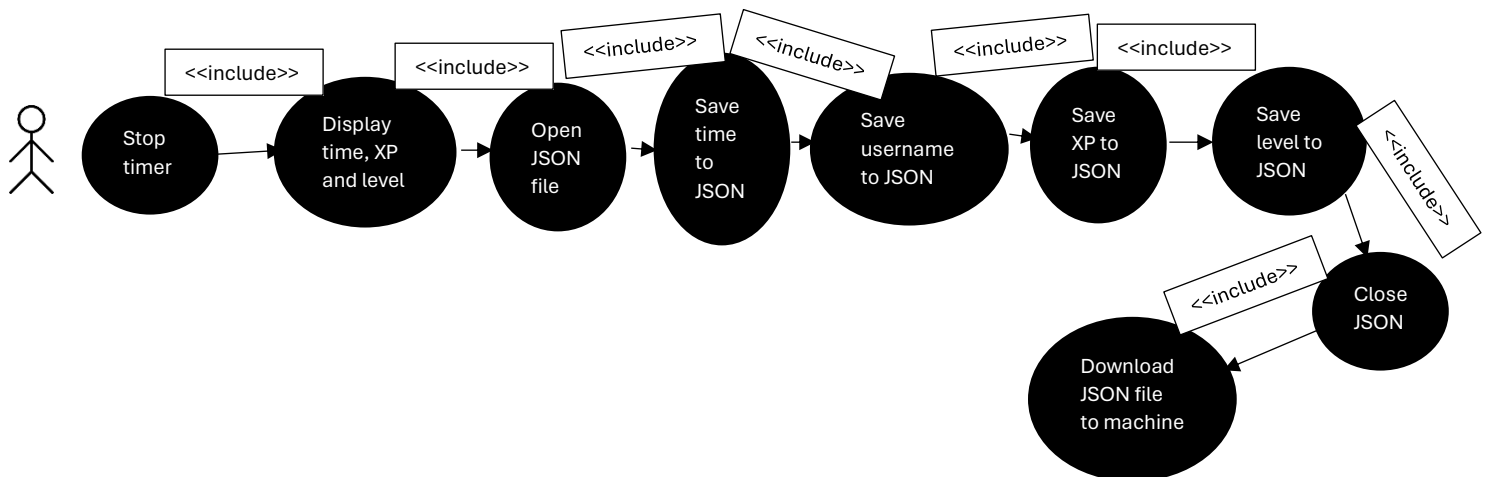 <<include>>
<<include>>
<<include>>
<<include>>
<<include>>
<<include>>
Stop
timer
Display
time, XP
and level
Open
JSON
file
Save
time
to
JSON
Save
username
to JSON
Save
XP to
JSON
Save
level to
JSON
<<include>>
Close
JSON
<<include>>
Download
JSON file
to machine